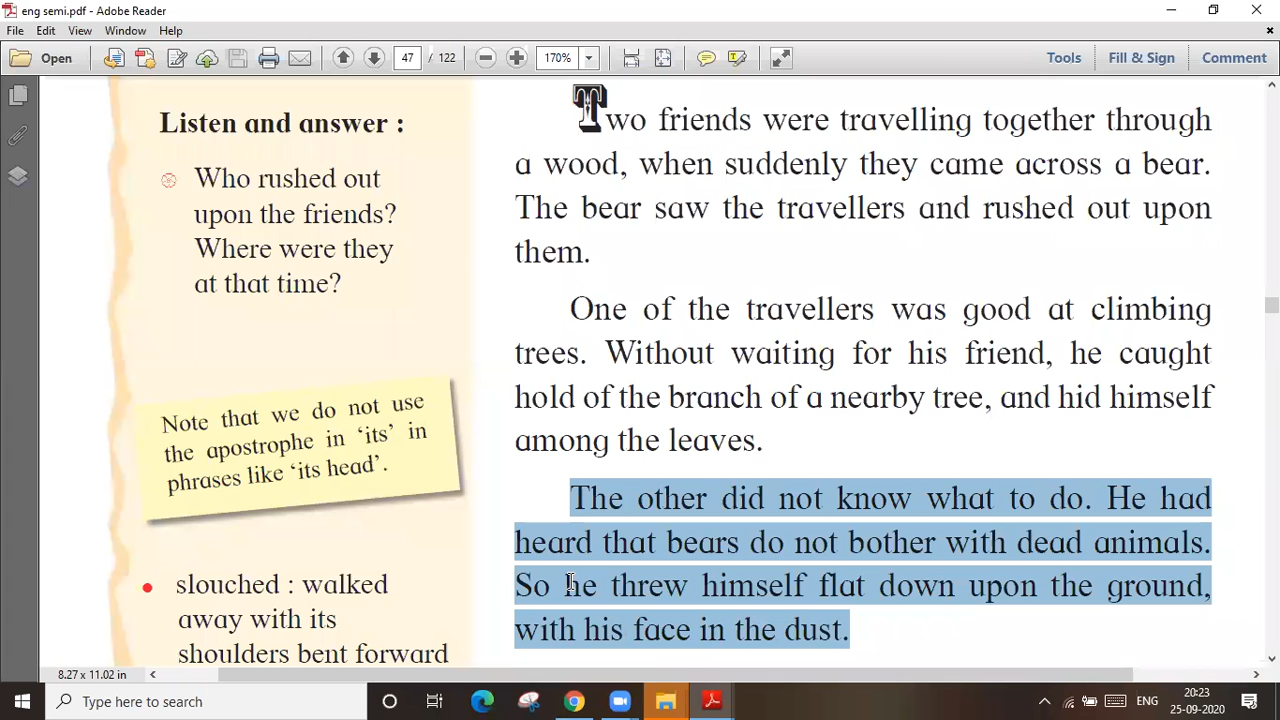 eng semi.pdf - Adobe Reader
File Edit View Window Help
Open 47 / 122 170% Tools Fill & Sign Comment
Listen and answer :
Who rushed out
upon the friends?
Where were they
at that time?
Note that we do not use
the apostrophe in ‘its’ in
phrases like ‘its head’.
slouched : walked
away with its
shoulders bent forward
Two friends were travelling together through
a wood, when suddenly they came across a bear.
The bear saw the travellers and rushed out upon
them.
One of the travellers was good at climbing
trees. Without waiting for his friend, he caught
hold of the branch of a nearby tree, and hid himself
among the leaves.
The other did not know what to do. He had
heard that bears do not bother with dead animals.
So he threw himself flat down upon the ground,
with his face in the dust.
8.27 x 11.02 in
Type here to search
ENG
20:23
25-09-2020